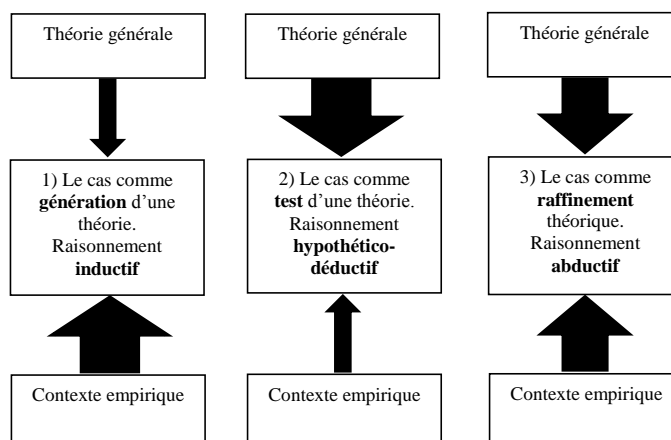 Théorie générale
Théorie générale
Théorie générale
1) Le cas comme
génération d'une
théorie.
Raisonnement
inductif
2) Le cas comme
test d'une théorie.
Raisonnement
hypothético-
déductif
3) Le cas comme
raffinement
théorique.
Raisonnement
abductif
Contexte empirique
Contexte empirique
Contexte empirique